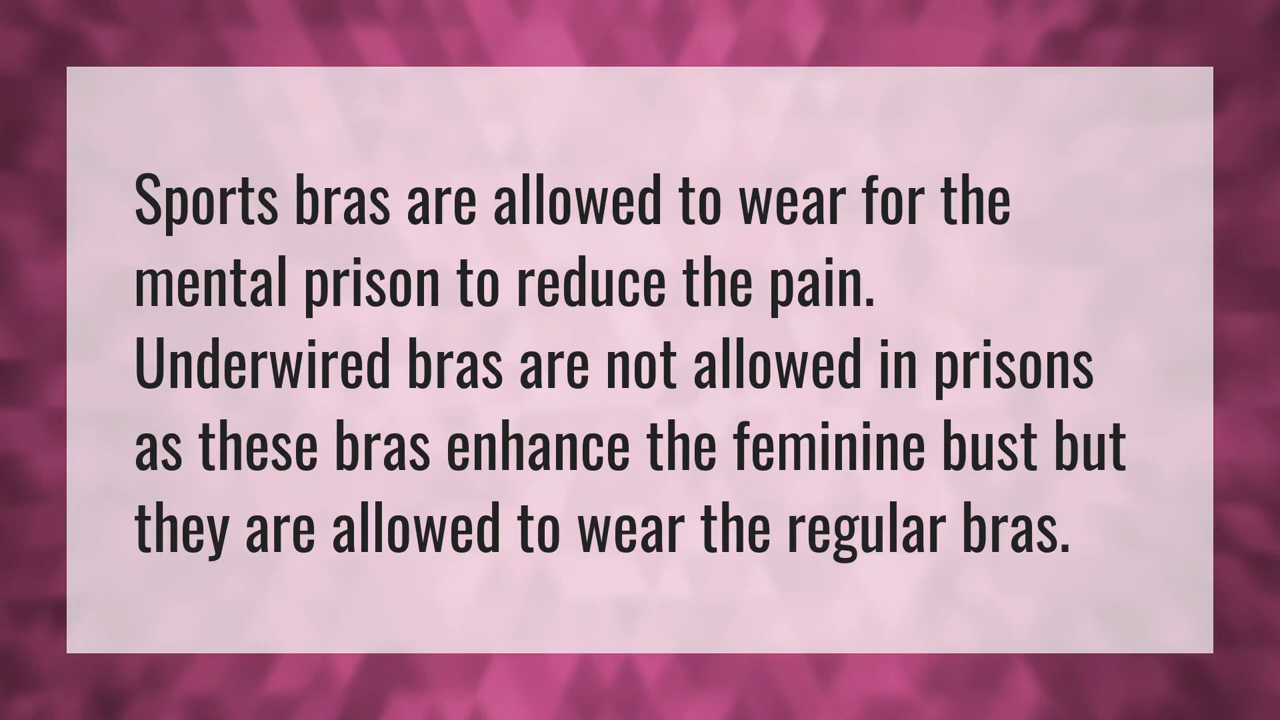 Sports bras are allowed to wear for the
mental prison to reduce the pain.
Underwired bras are not allowed in prisons
as these bras enhance the feminine bust but
they are allowed to wear the regular bras.